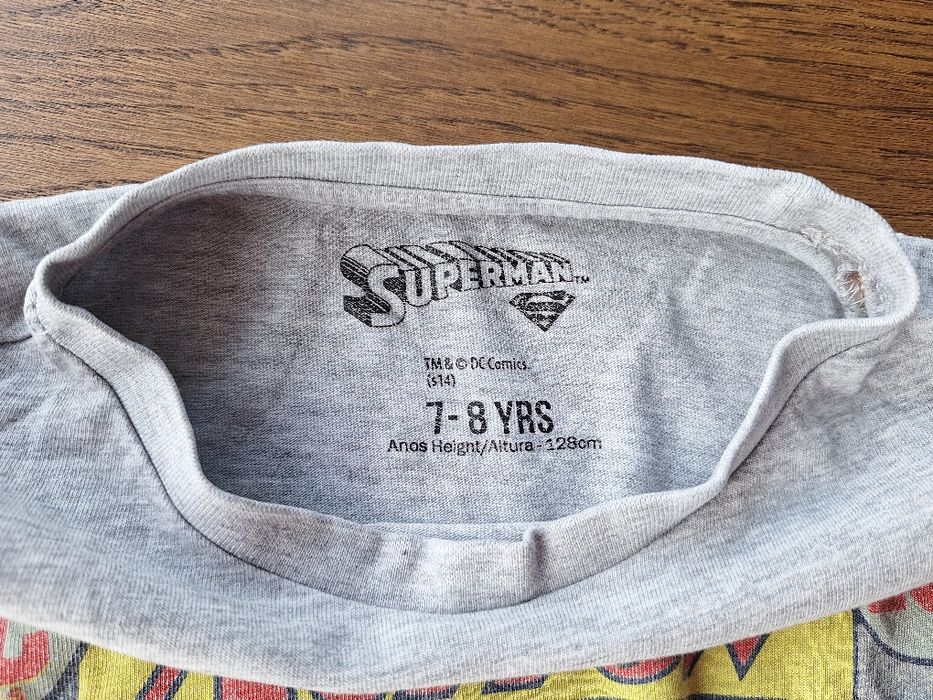 SUPERMAN™
TM & © DC Comics.
(s14)
7-8 YRS
Anos Height/Altura - 128cm